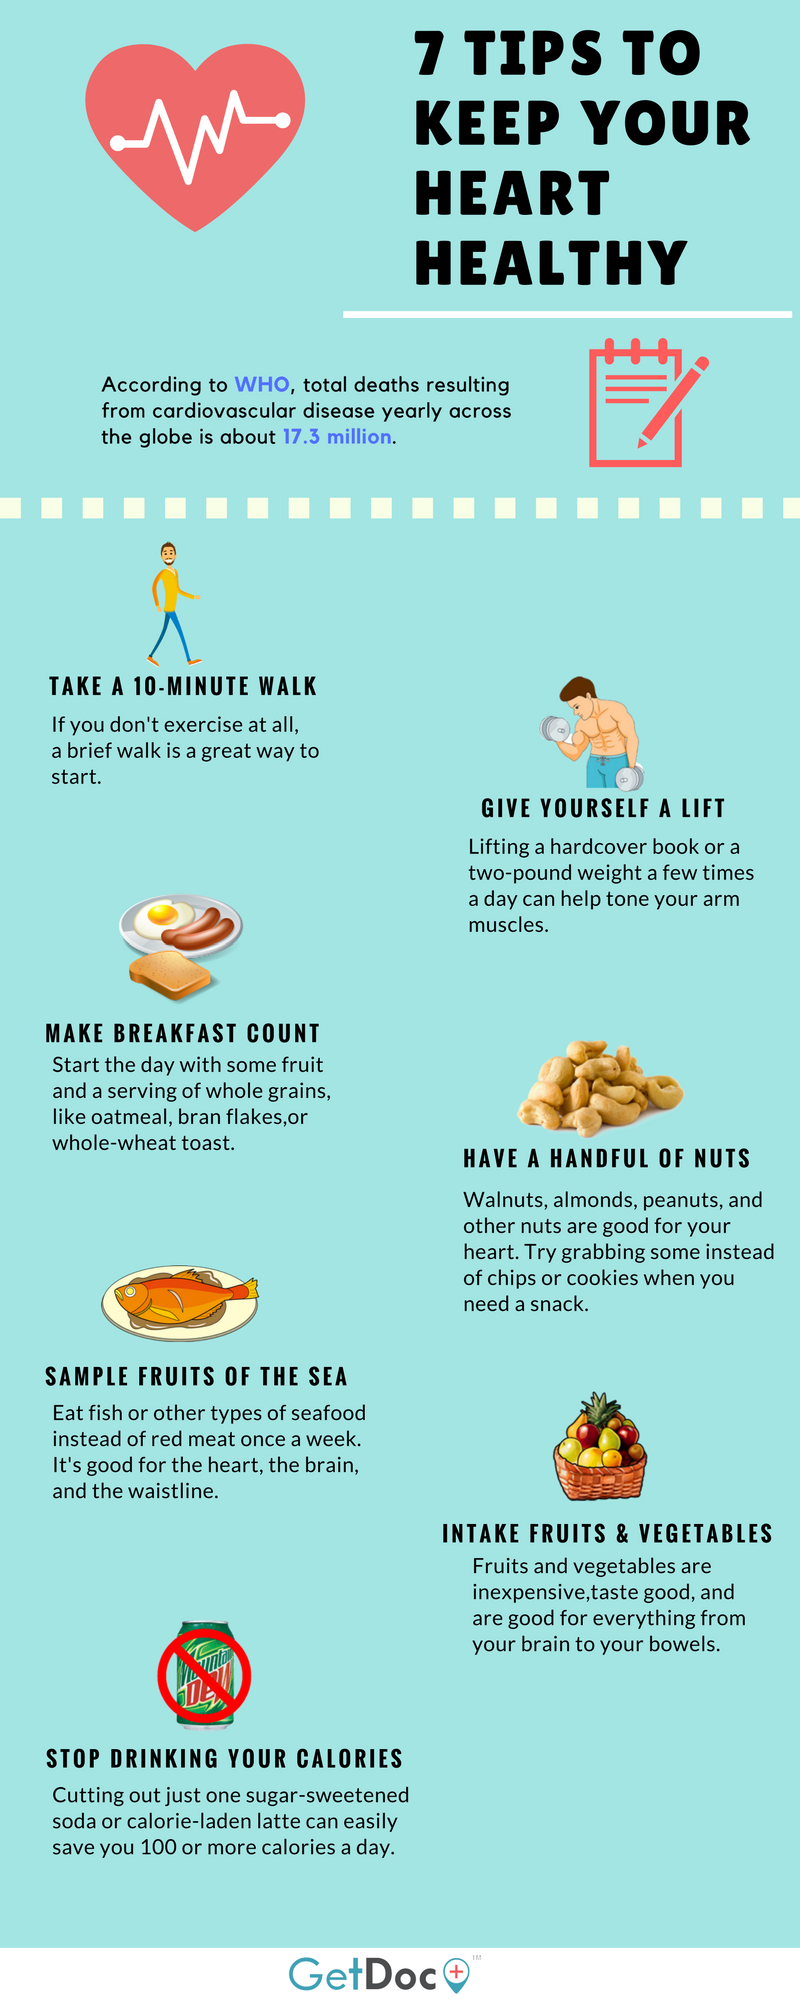 7 TIPS TO
KEEP YOUR
HEART
HEALTHY
According to WHO, total deaths resulting
from cardiovascular disease yearly across
the globe is about 17.3 million.
TAKE A 10-MINUTE WALK
If you don't exercise at all,
a brief walk is a great way to
start.
GIVE YOURSELF A LIFT
Lifting a hardcover book or a
two-pound weight a few times
a day can help tone your arm
muscles.
MAKE BREAKFAST COUNT
Start the day with some fruit
and a serving of whole grains,
like oatmeal, bran flakes,or
whole-wheat toast.
HAVE A HANDFUL OF NUTS
Walnuts, almonds, peanuts, and
other nuts are good for your
heart. Try grabbing some instead
of chips or cookies when you
need a snack.
SAMPLE FRUITS OF THE SEA
Eat fish or other types of seafood
instead of red meat once a week.
It's good for the heart, the brain,
and the waistline.
INTAKE FRUITS & VEGETABLES
Fruits and vegetables are
inexpensive,taste good, and
are good for everything from
your brain to your bowels.
Mountain
Dew
STOP DRINKING YOUR CALORIES
Cutting out just one sugar-sweetened
soda or calorie-laden latte can easily
save you 100 or more calories a day.
GetDoc TM